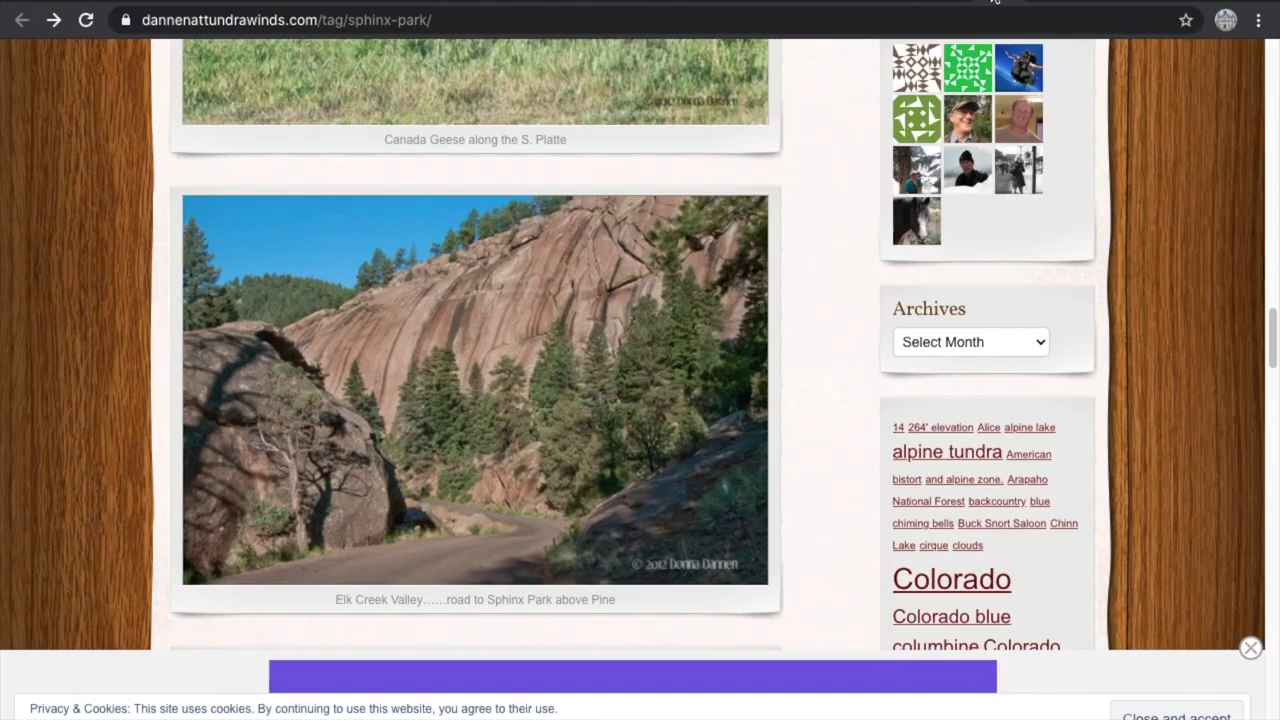 dannenattundrawinds.com/tag/sphinx-park/
©2012 Donna Dannen
Canada Geese along the S. Platte
© 2012 Donna Dannen
Elk Creek Valley……road to Sphinx Park above Pine
Archives
Select Month
14 264' elevation Alice alpine lake
alpine tundra American
bistort and alpine zone. Arapaho
National Forest backcountry blue
chiming bells Buck Snort Saloon Chinn
Lake cirque clouds
Colorado
Colorado blue
columbine Colorado
Privacy & Cookies: This site uses cookies. By continuing to use this website, you agree to their use.
Close and accept